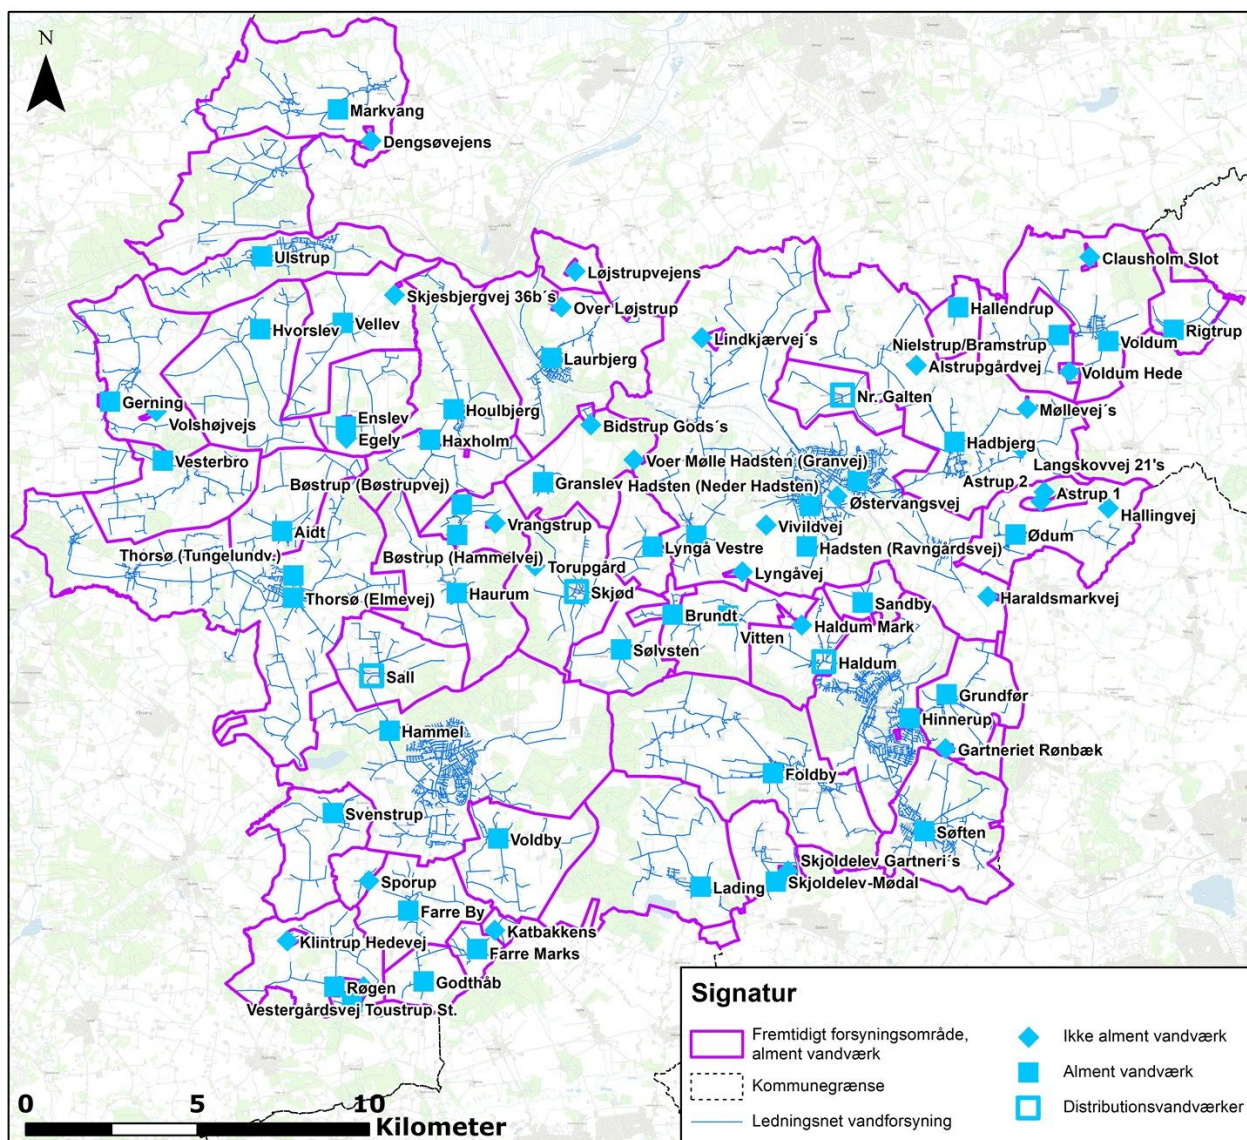 N
Markvang
Dengsøvejens
Ulstrup
Løjstrupvejens
Clausholm Slot
Skjesbjergvej 36b´s
Over Løjstrup
Hallendrup
Hvorslev
Vellev
Lindkjærvej´s
Nielstrup/Bramstrup
Voldum
Rigtrup
Laurbjerg
Alstrupgårdvej
Voldum Hede
Gerning
Volshøjvejs
Enslev
Egely
Houlbjerg
Haxholm
Nr. Galten
Møllevej´s
Bidstrup Gods´s
Hadbjerg
Vesterbro
Voer Mølle
Hadsten (Granvej)
Langskovvej 21's
Bøstrup (Bøstrupvej)
Granslev
Hadsten (Neder Hadsten)
Østervangsvej
Astrup 2
Astrup 1
Hallingvej
Aidt
Vrangstrup
Vivildvej
Ødum
Thorsø (Tungelundv.)
Bøstrup (Hammelvej)
Lyngå Vestre
Hadsten (Ravngårdsvej)
Torupgård
Lyngåvej
Thorsø (Elmevej)
Haurum
Skjød
Sandby
Haraldsmarkvej
Brundt
Vitten
Haldum Mark
Sall
Sølvsten
Haldum
Grundfør
Hammel
Hinnerup
Gartneriet Rønbæk
Foldby
Svenstrup
Voldby
Søften
Skjoldelev Gartneri´s
Skjoldelev-Mødal
Lading
Sporup
Farre By
Katbakkens
Klintrup Hedevej
Farre Marks
Røgen
Godthåb
Vestergårdsvej Toustrup St.
Signatur
Fremtidigt forsyningsområde,
alment vandværk
Kommunegrænse
Ledningsnet vandforsyning
Ikke alment vandværk
Alment vandværk
Distributionsvandværker
0 5 10
Kilometer